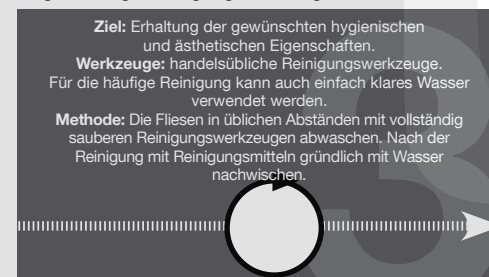 Ziel: Erhaltung der gewünschten hygienischen
und ästhetischen Eigenschaften.
Werkzeuge: handelsübliche Reinigungswerkzeuge.
Für die häufige Reinigung kann auch einfach klares Wasser
verwendet werden.
Methode: Die Fliesen in üblichen Abständen mit vollständig
sauberen Reinigungswerkzeugen abwaschen. Nach der
Reinigung mit Reinigungsmitteln gründlich mit Wasser
nachwischen.
3